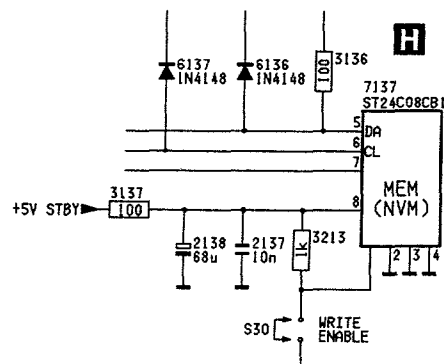 H
6137
1N4148
6136
1N4148
3136
100
7137
ST24C08CB1
5
DA
6
CL
7
MEM
(NVM)
3137
+5V STBY
100
8
2138
68u
2137
10n
1k
3213
2
3
4
S30
WRITE
ENABLE